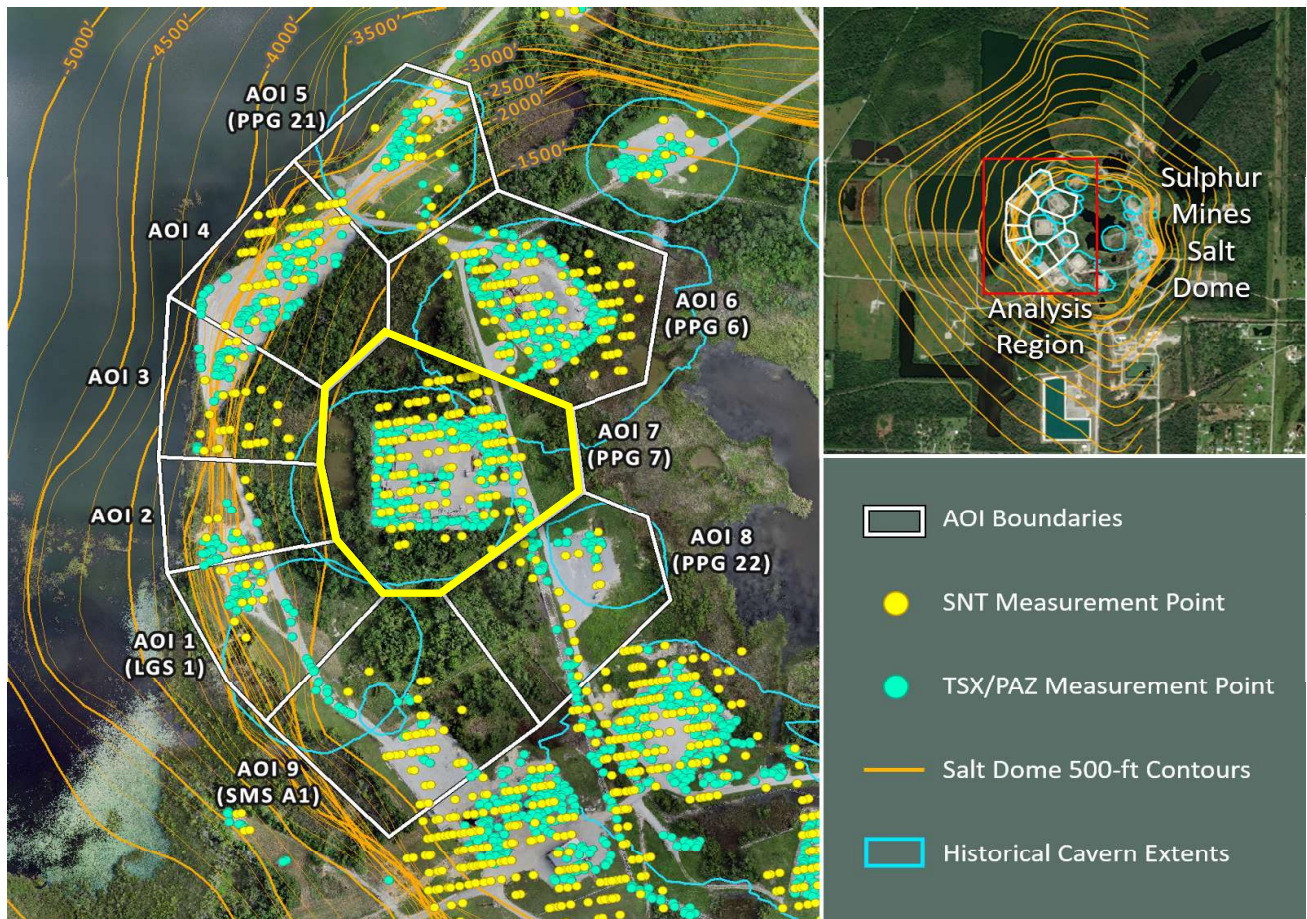 -5000'
-4500'
-4000'
-3500'
-3000'
-2500'
-2000'
-1500'
AOI 5
(PPG 21)
AOI 4
AOI 3
AOI 2
AOI 1
(LGS 1)
AOI 9
(SMS A1)
AOI 6
(PPG 6)
AOI 7
(PPG 7)
AOI 8
(PPG 22)
Sulphur
Mines
Salt
Dome
Analysis
Region
AOI Boundaries
SNT Measurement Point
TSX/PAZ Measurement Point
Salt Dome 500-ft Contours
Historical Cavern Extents